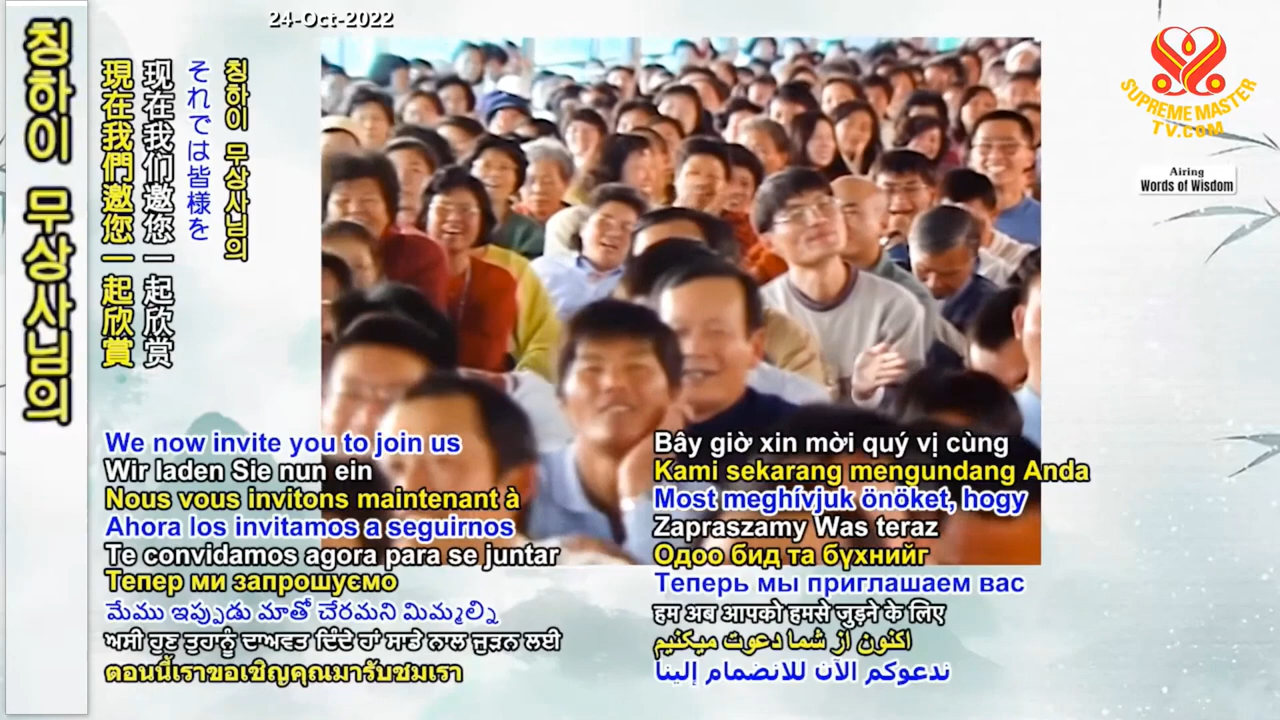 24-Oct-2022
칭하이 무상사님의
現在我們邀您一起欣賞
现在我们邀您一起欣赏
それでは皆様を
칭하이 무상사님의
SUPREME MASTER
TV.COM
Airing
Words of Wisdom
We now invite you to join us
Wir laden Sie nun ein
Nous vous invitons maintenant à
Ahora los invitamos a seguirnos
Te convidamos agora para se juntar
Тепер ми запрошуємо
మేము ఇప్పుడు మాతో చేరమని మిమ్మల్ని
ਅਸੀ ਹੁਣ ਤੁਹਾਨੂੰ ਦਾਅਵਤ ਦਿੰਦੇ ਹਾਂ ਸਾਡੇ ਨਾਲ ਜੁੜਨ ਲਈ
ตอนนี้เราขอเชิญคุณมารับชมเรา
Bây giờ xin mời quý vị cùng
Kami sekarang mengundang Anda
Most meghívjuk önöket, hogy
Zapraszamy Was teraz
Одоо бид та бүхнийг
Теперь мы приглашаем вас
हम अब आपको हमसे जुड़ने के लिए
اکنون از شما دعوت میکنیم
ندعوكم الآن للانضمام إلينا